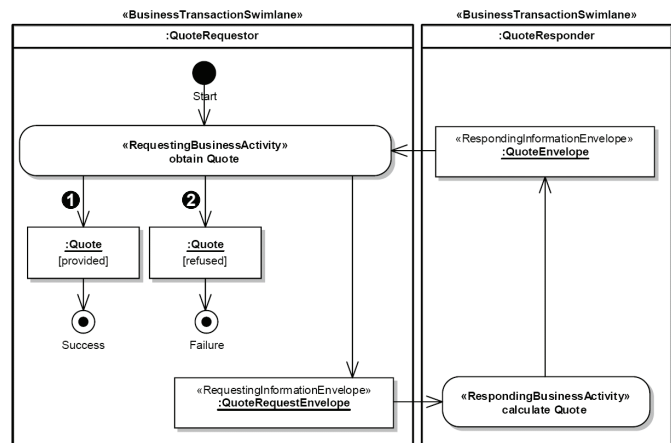 «BusinessTransactionSwimlane»
:QuoteRequestor
Start
«RequestingBusinessActivity»
obtain Quote
1
2
:Quote
[provided]
:Quote
[refused]
Success
Failure
«RequestingInformationEnvelope»
:QuoteRequestEnvelope
«BusinessTransactionSwimlane»
:QuoteResponder
«RespondingInformationEnvelope»
:QuoteEnvelope
«RespondingBusinessActivity»
calculate Quote